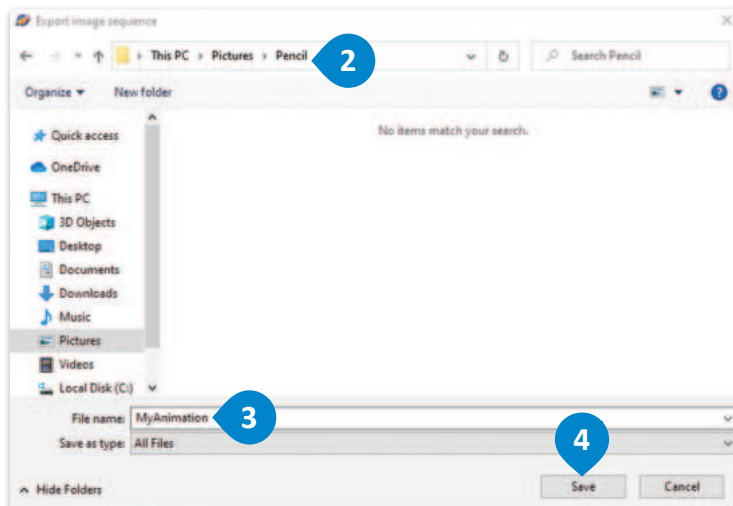 Export image sequence
This PC › Pictures › Pencil
2
Search Pencil
Organize
New folder
No items match your search.
Quick access
OneDrive
This PC
3D Objects
Desktop
Documents
Downloads
Music
Pictures
Videos
Local Disk (C:)
File name: MyAnimation
3
Save as type: All Files
4
Hide Folders
Save
Cancel